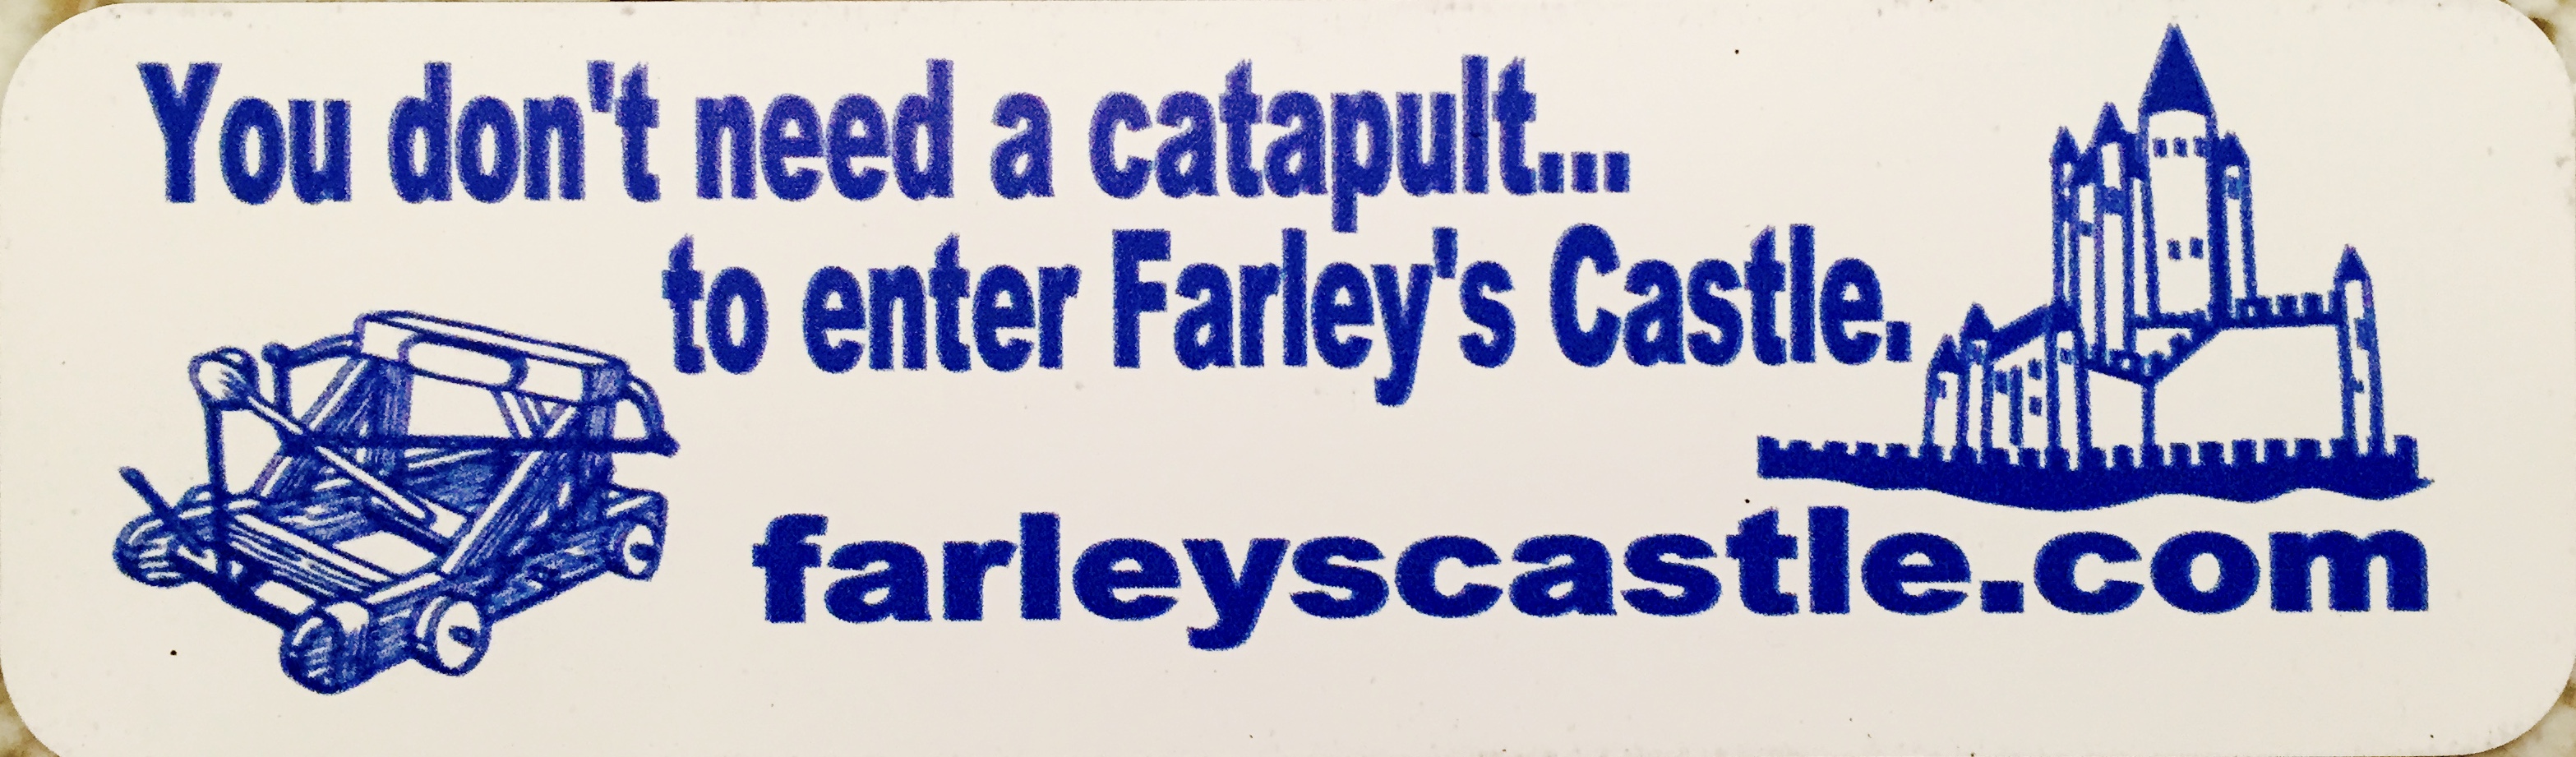 You don't need a catapult...
to enter Farley's Castle.
farleyscastle.com